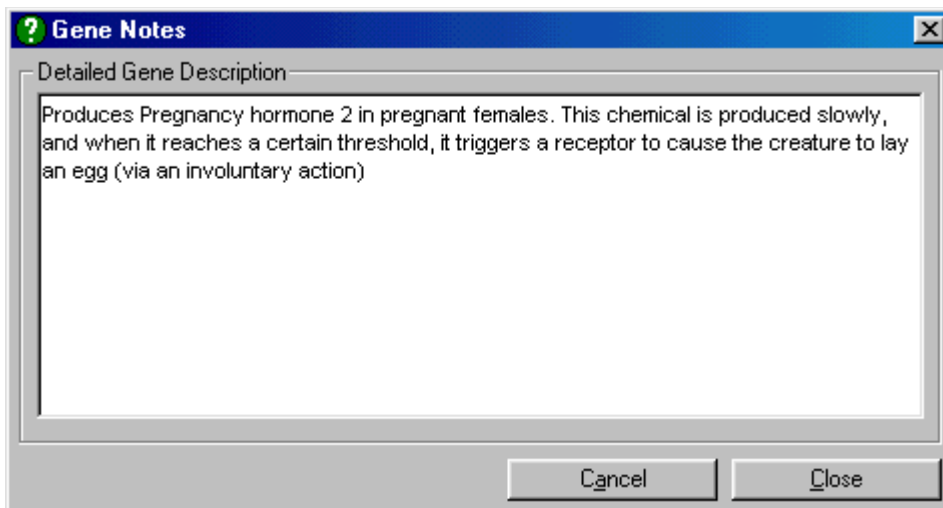 Gene Notes
Detailed Gene Description
Produces Pregnancy hormone 2 in pregnant females. This chemical is produced slowly,
and when it reaches a certain threshold, it triggers a receptor to cause the creature to lay
an egg (via an involuntary action)
Cancel
Close